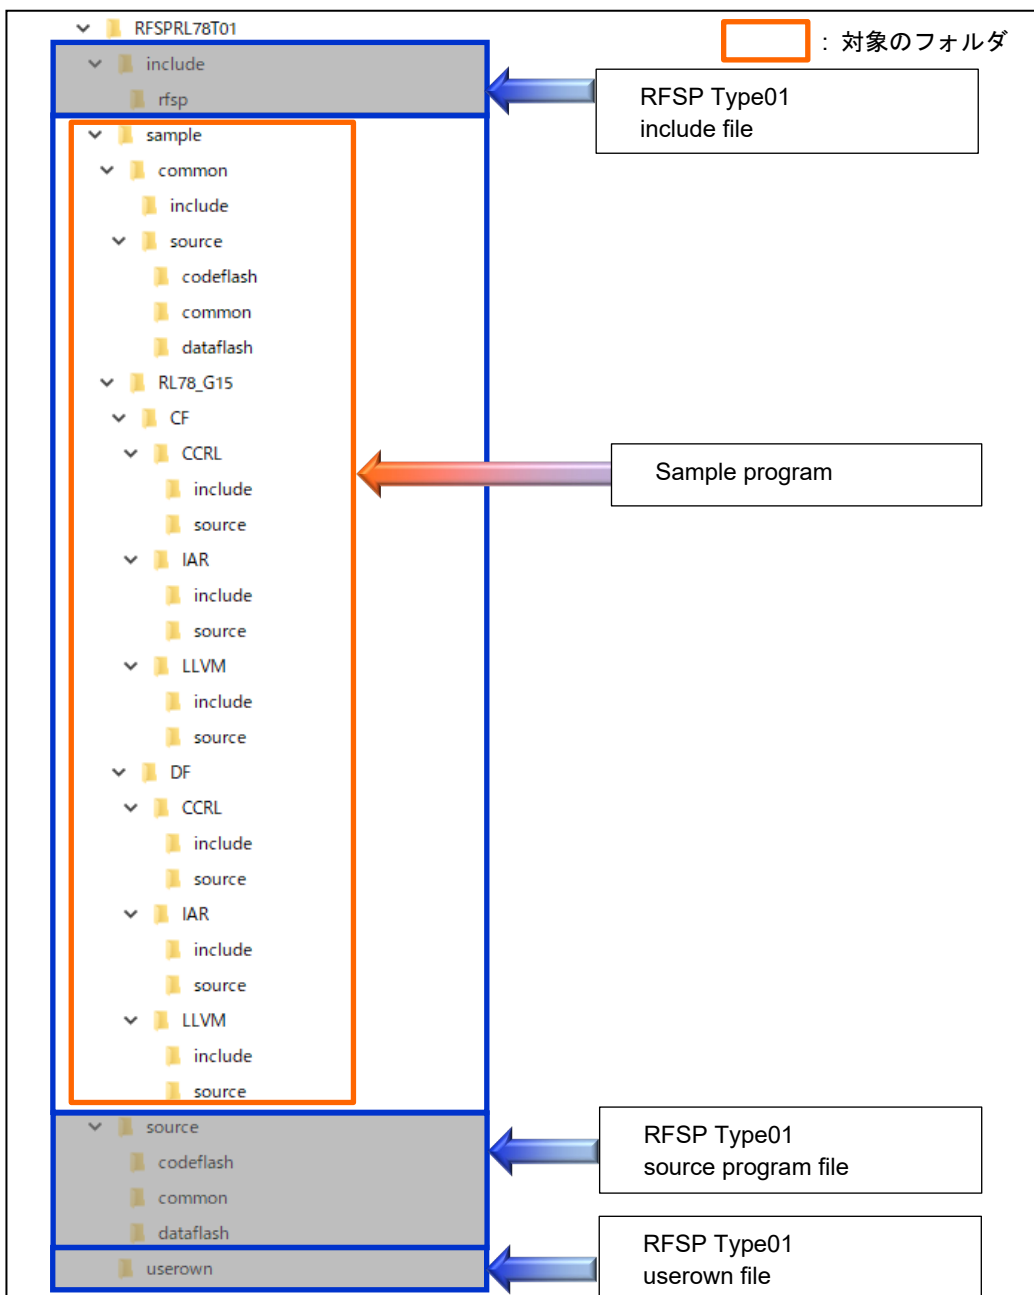 RFSPRL78T01
: 対象のフォルダ
include
rfsp
RFSP Type01
include file
sample
common
include
source
codeflash
common
dataflash
RL78_G15
CF
CCRL
Sample program
include
source
IAR
include
source
LLVM
include
source
DF
CCRL
include
source
IAR
include
source
LLVM
include
source
source
RFSP Type01
source program file
codeflash
common
dataflash
RFSP Type01
userown file
userown